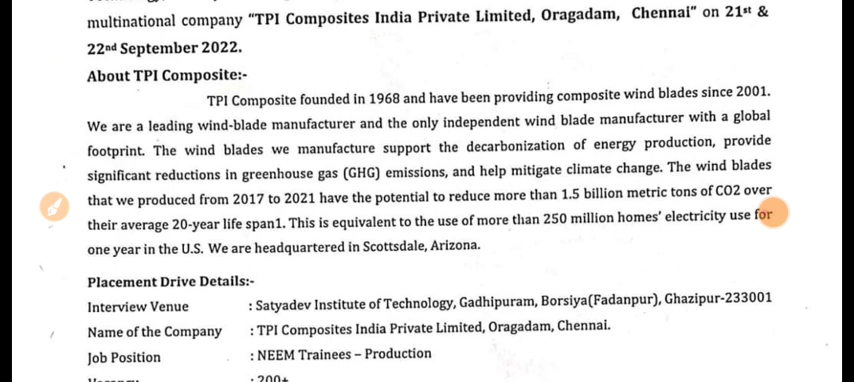 multinational company "TPI Composites India Private Limited, Oragadam, Chennai" on 21st &
22nd September 2022.
About TPI Composite:-
TPI Composite founded in 1968 and have been providing composite wind blades since 2001.
We are a leading wind-blade manufacturer and the only independent wind blade manufacturer with a global
footprint. The wind blades we manufacture support the decarbonization of energy production, provide
significant reductions in greenhouse gas (GHG) emissions, and help mitigate climate change. The wind blades
that we produced from 2017 to 2021 have the potential to reduce more than 1.5 billion metric tons of CO2 over
their average 20-year life span1. This is equivalent to the use of more than 250 million homes' electricity use for
one year in the U.S. We are headquartered in Scottsdale, Arizona.
Placement Drive Details:-
Interview Venue : Satyadev Institute of Technology, Gadhipuram, Borsiya(Fadanpur), Ghazipur-233001
Name of the Company : TPI Composites India Private Limited, Oragadam, Chennai.
Job Position : NEEM Trainees – Production
: 200+